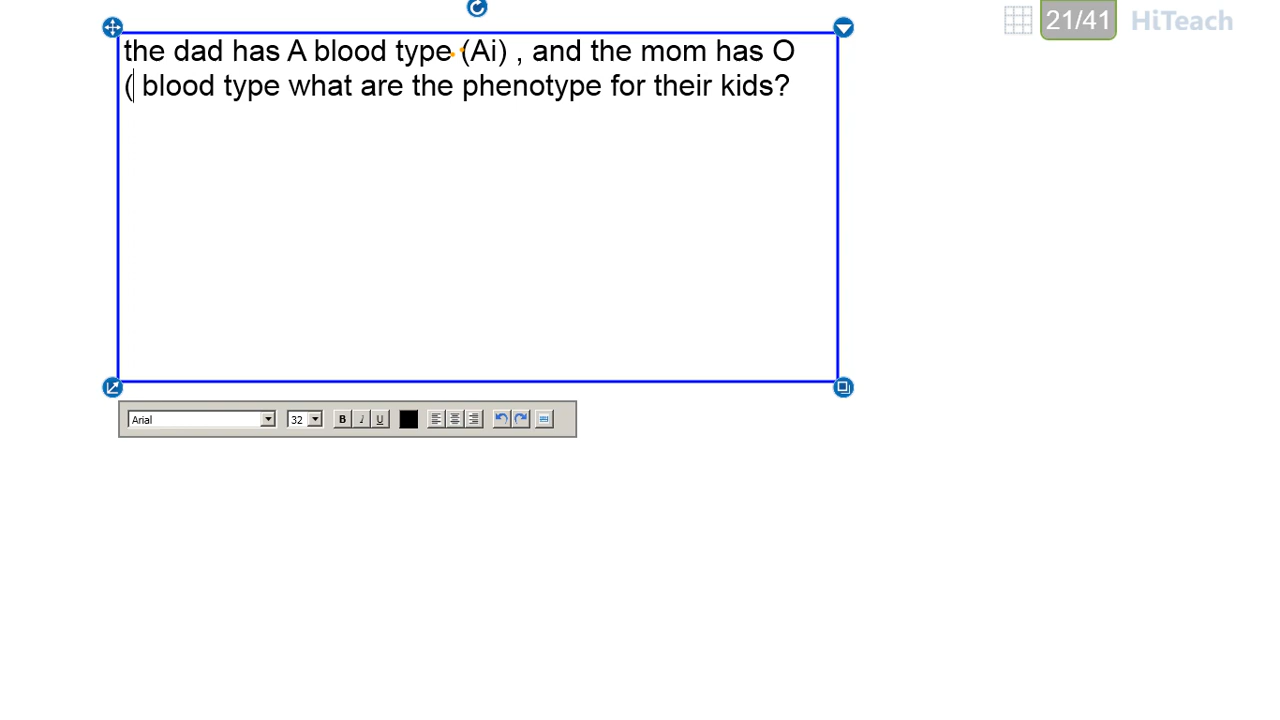 21/41 HiTeach
the dad has A blood type (Ai) , and the mom has O
( blood type what are the phenotype for their kids?
Arial 32 B I U